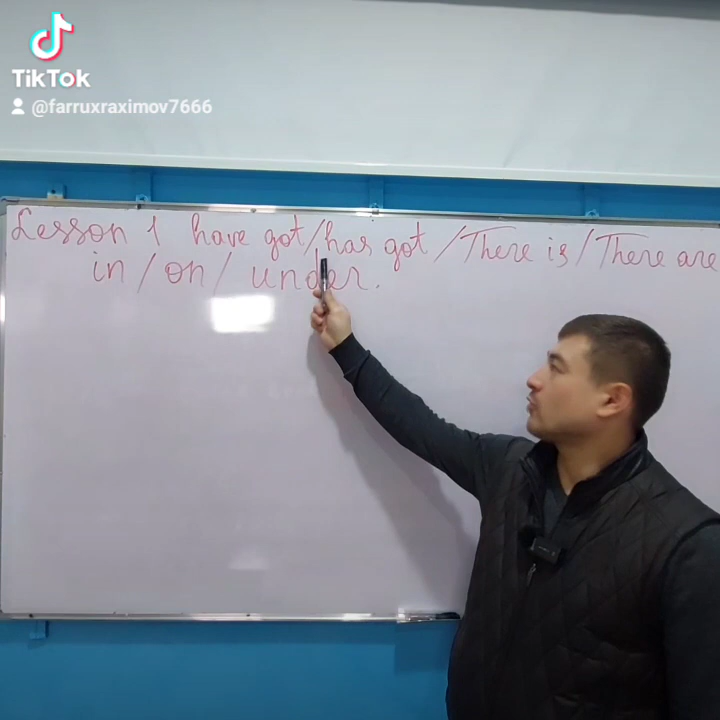 TikTok
@farruxraximov7666
Lesson 1 have got/has got/There is/There are
in/on/under.